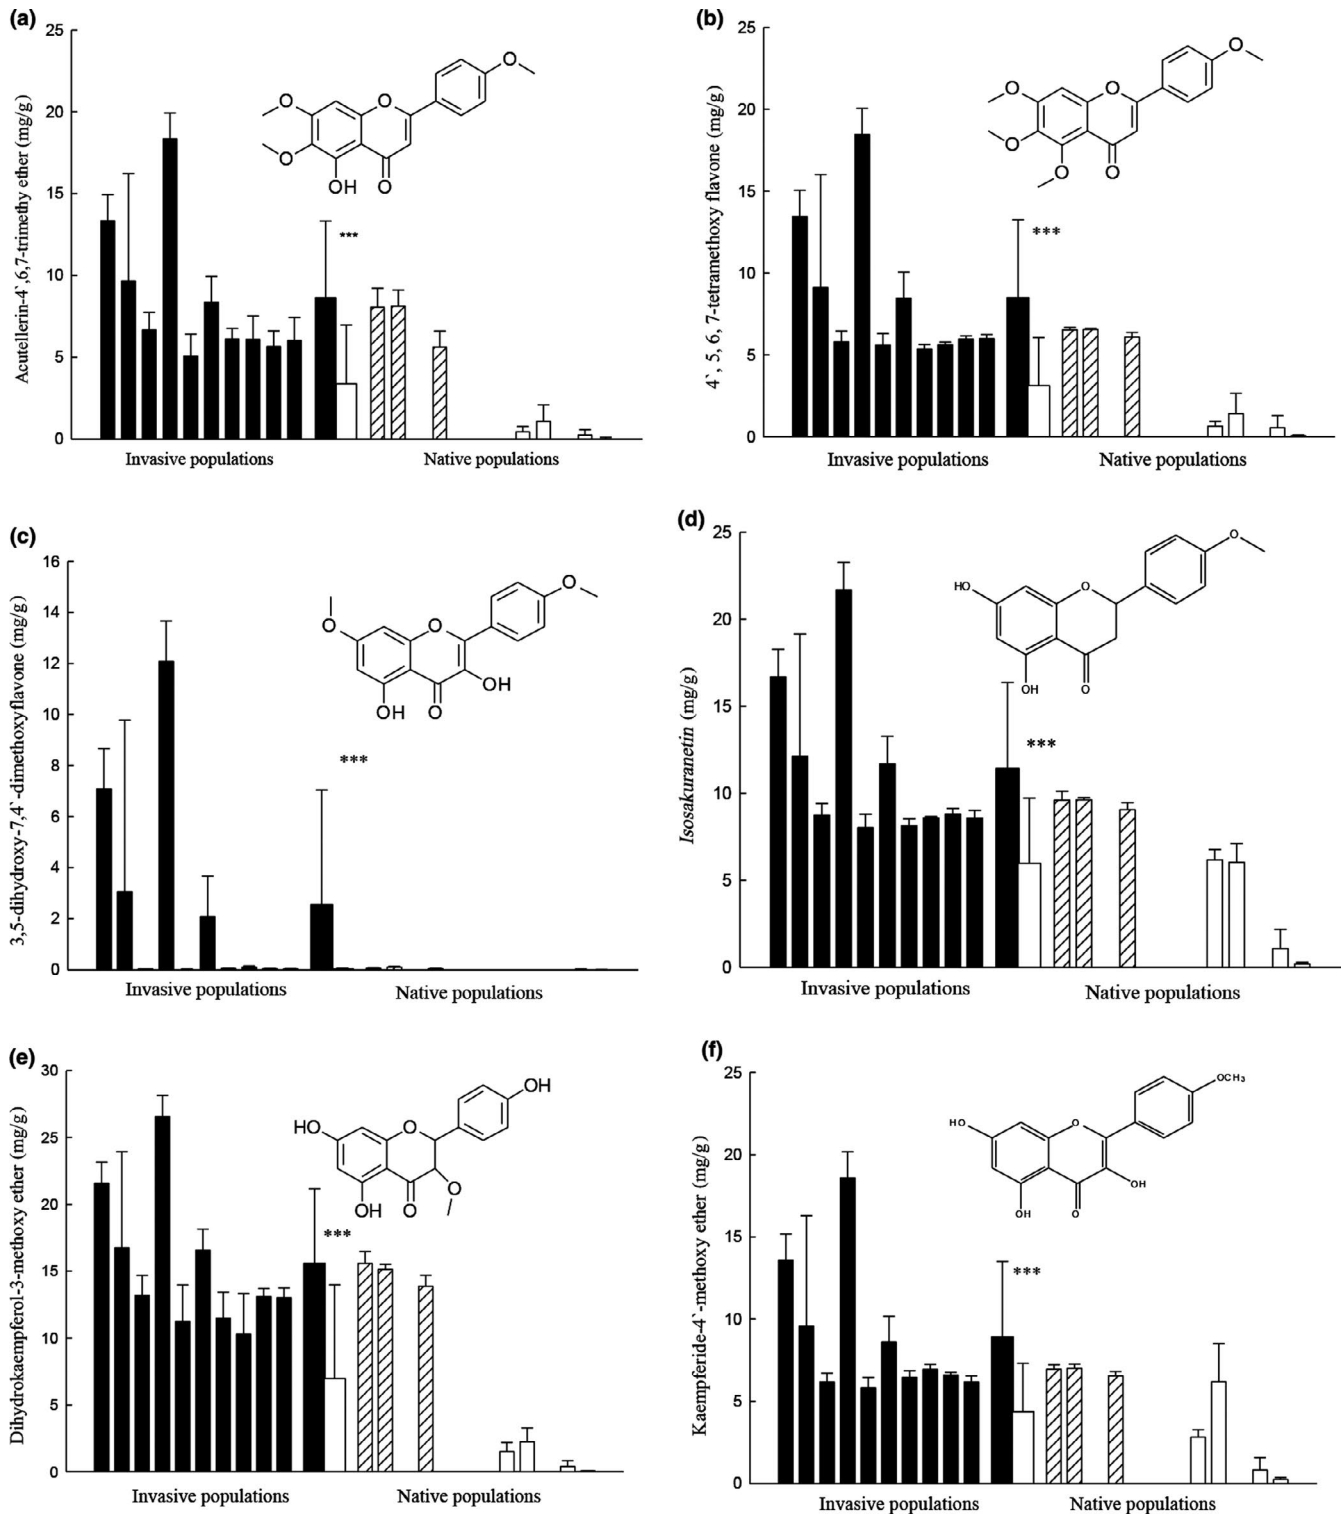 (a)
Acutellerin-4`,6,7-trimethy ether (mg/g)
25
20
15
10
5
0
O
O
O
O
OH
O
***
Invasive populations
Native populations
(b)
4`, 5, 6, 7-tetramethoxy flavone (mg/g)
25
20
15
10
5
0
O
O
O
O
O
O
***
Invasive populations
Native populations
(c)
3,5-dihydroxy-7,4`-dimethoxyflavone (mg/g)
16
14
12
10
8
6
4
2
0
O
O
O
OH
OH
O
***
Invasive populations
Native populations
(d)
Isosakuranetin (mg/g)
25
20
15
10
5
0
O
HO
O
OH
O
***
Invasive populations
Native populations
(e)
Dihydrokaempferol-3-methoxy ether (mg/g)
30
25
20
15
10
5
0
OH
HO
O
O
OH
O
***
Invasive populations
Native populations
(f)
Kaempferide-4`-methoxy ether (mg/g)
25
20
15
10
5
0
OCH3
HO
O
OH
OH
O
***
Invasive populations
Native populations